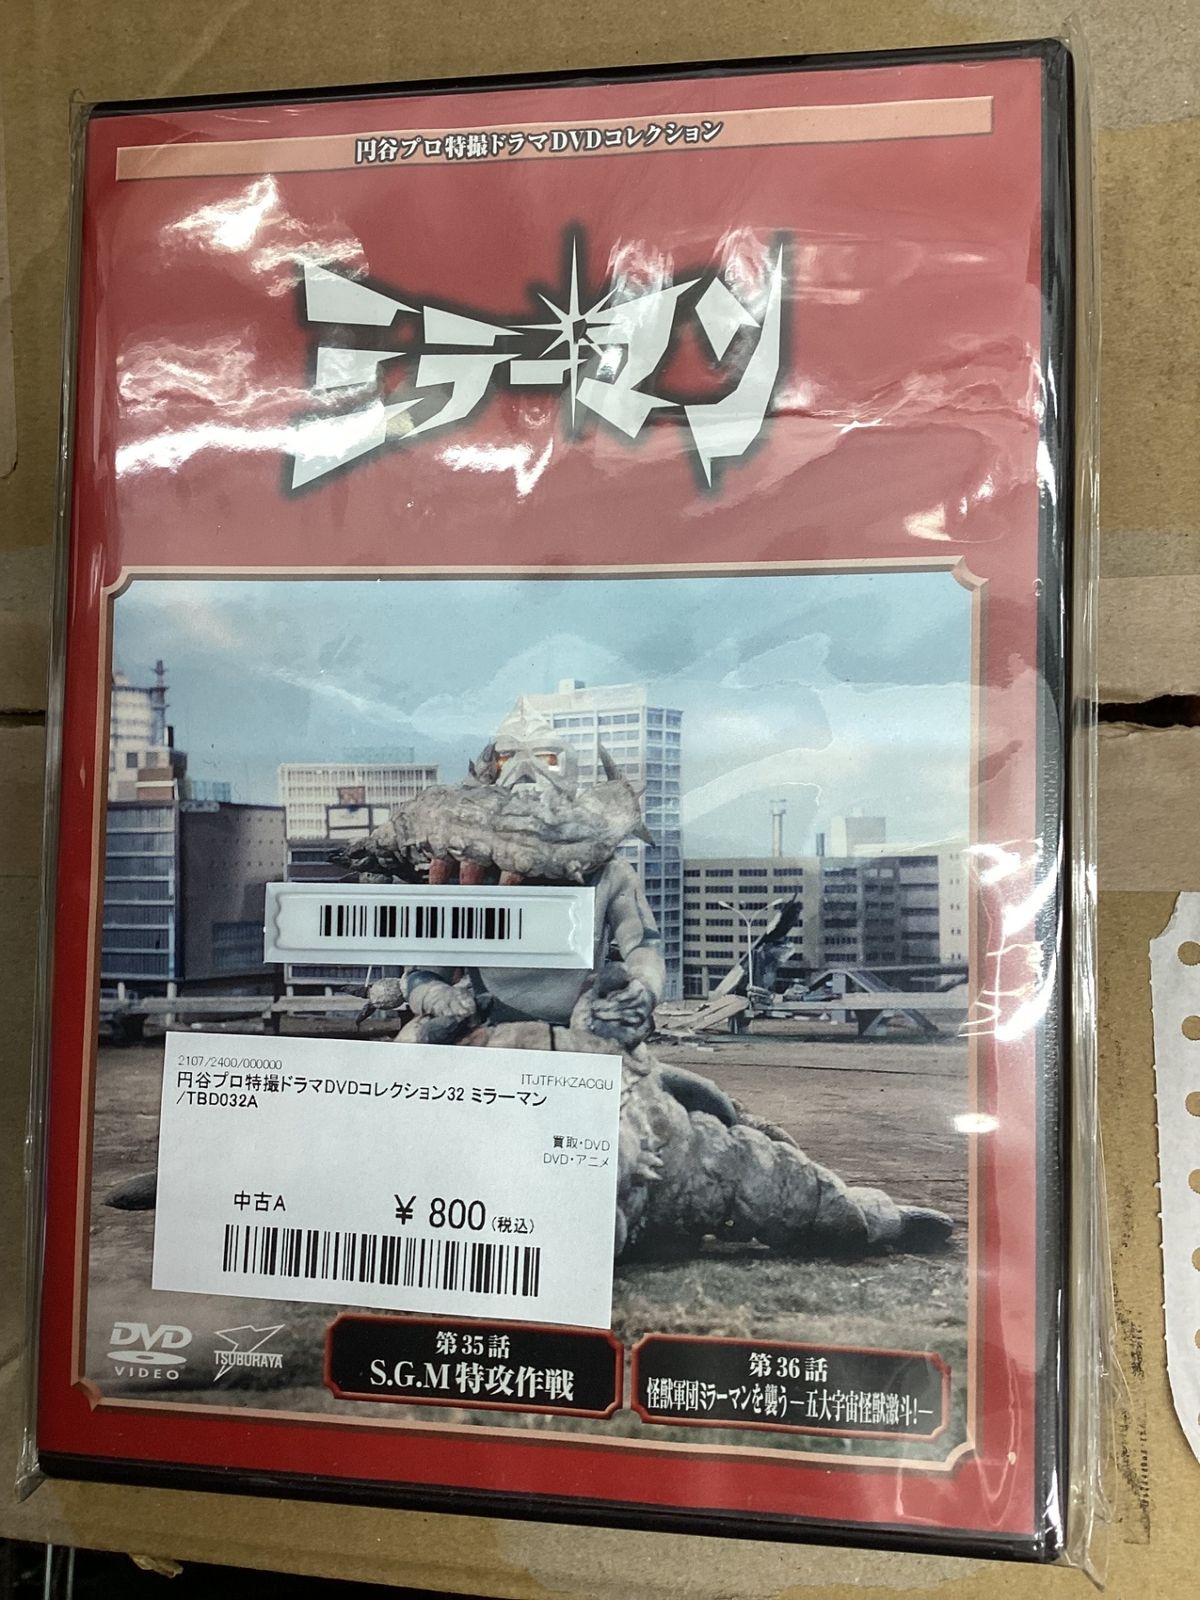 円谷プロ特撮ドラマDVDコレクション
ミラーマン
2107/2400/000000
ITJTFKKZACGU
円谷プロ特撮ドラマDVDコレクション32 ミラーマン
/TBD032A
買取・DVD
DVD・アニメ
中古A
¥ 800(税込)
DVD
VIDEO
TSUBURAYA
第35話
S.G.M特攻作戦
第36話
怪獣軍団ミラーマンを襲う―五大宇宙怪獣激斗!―